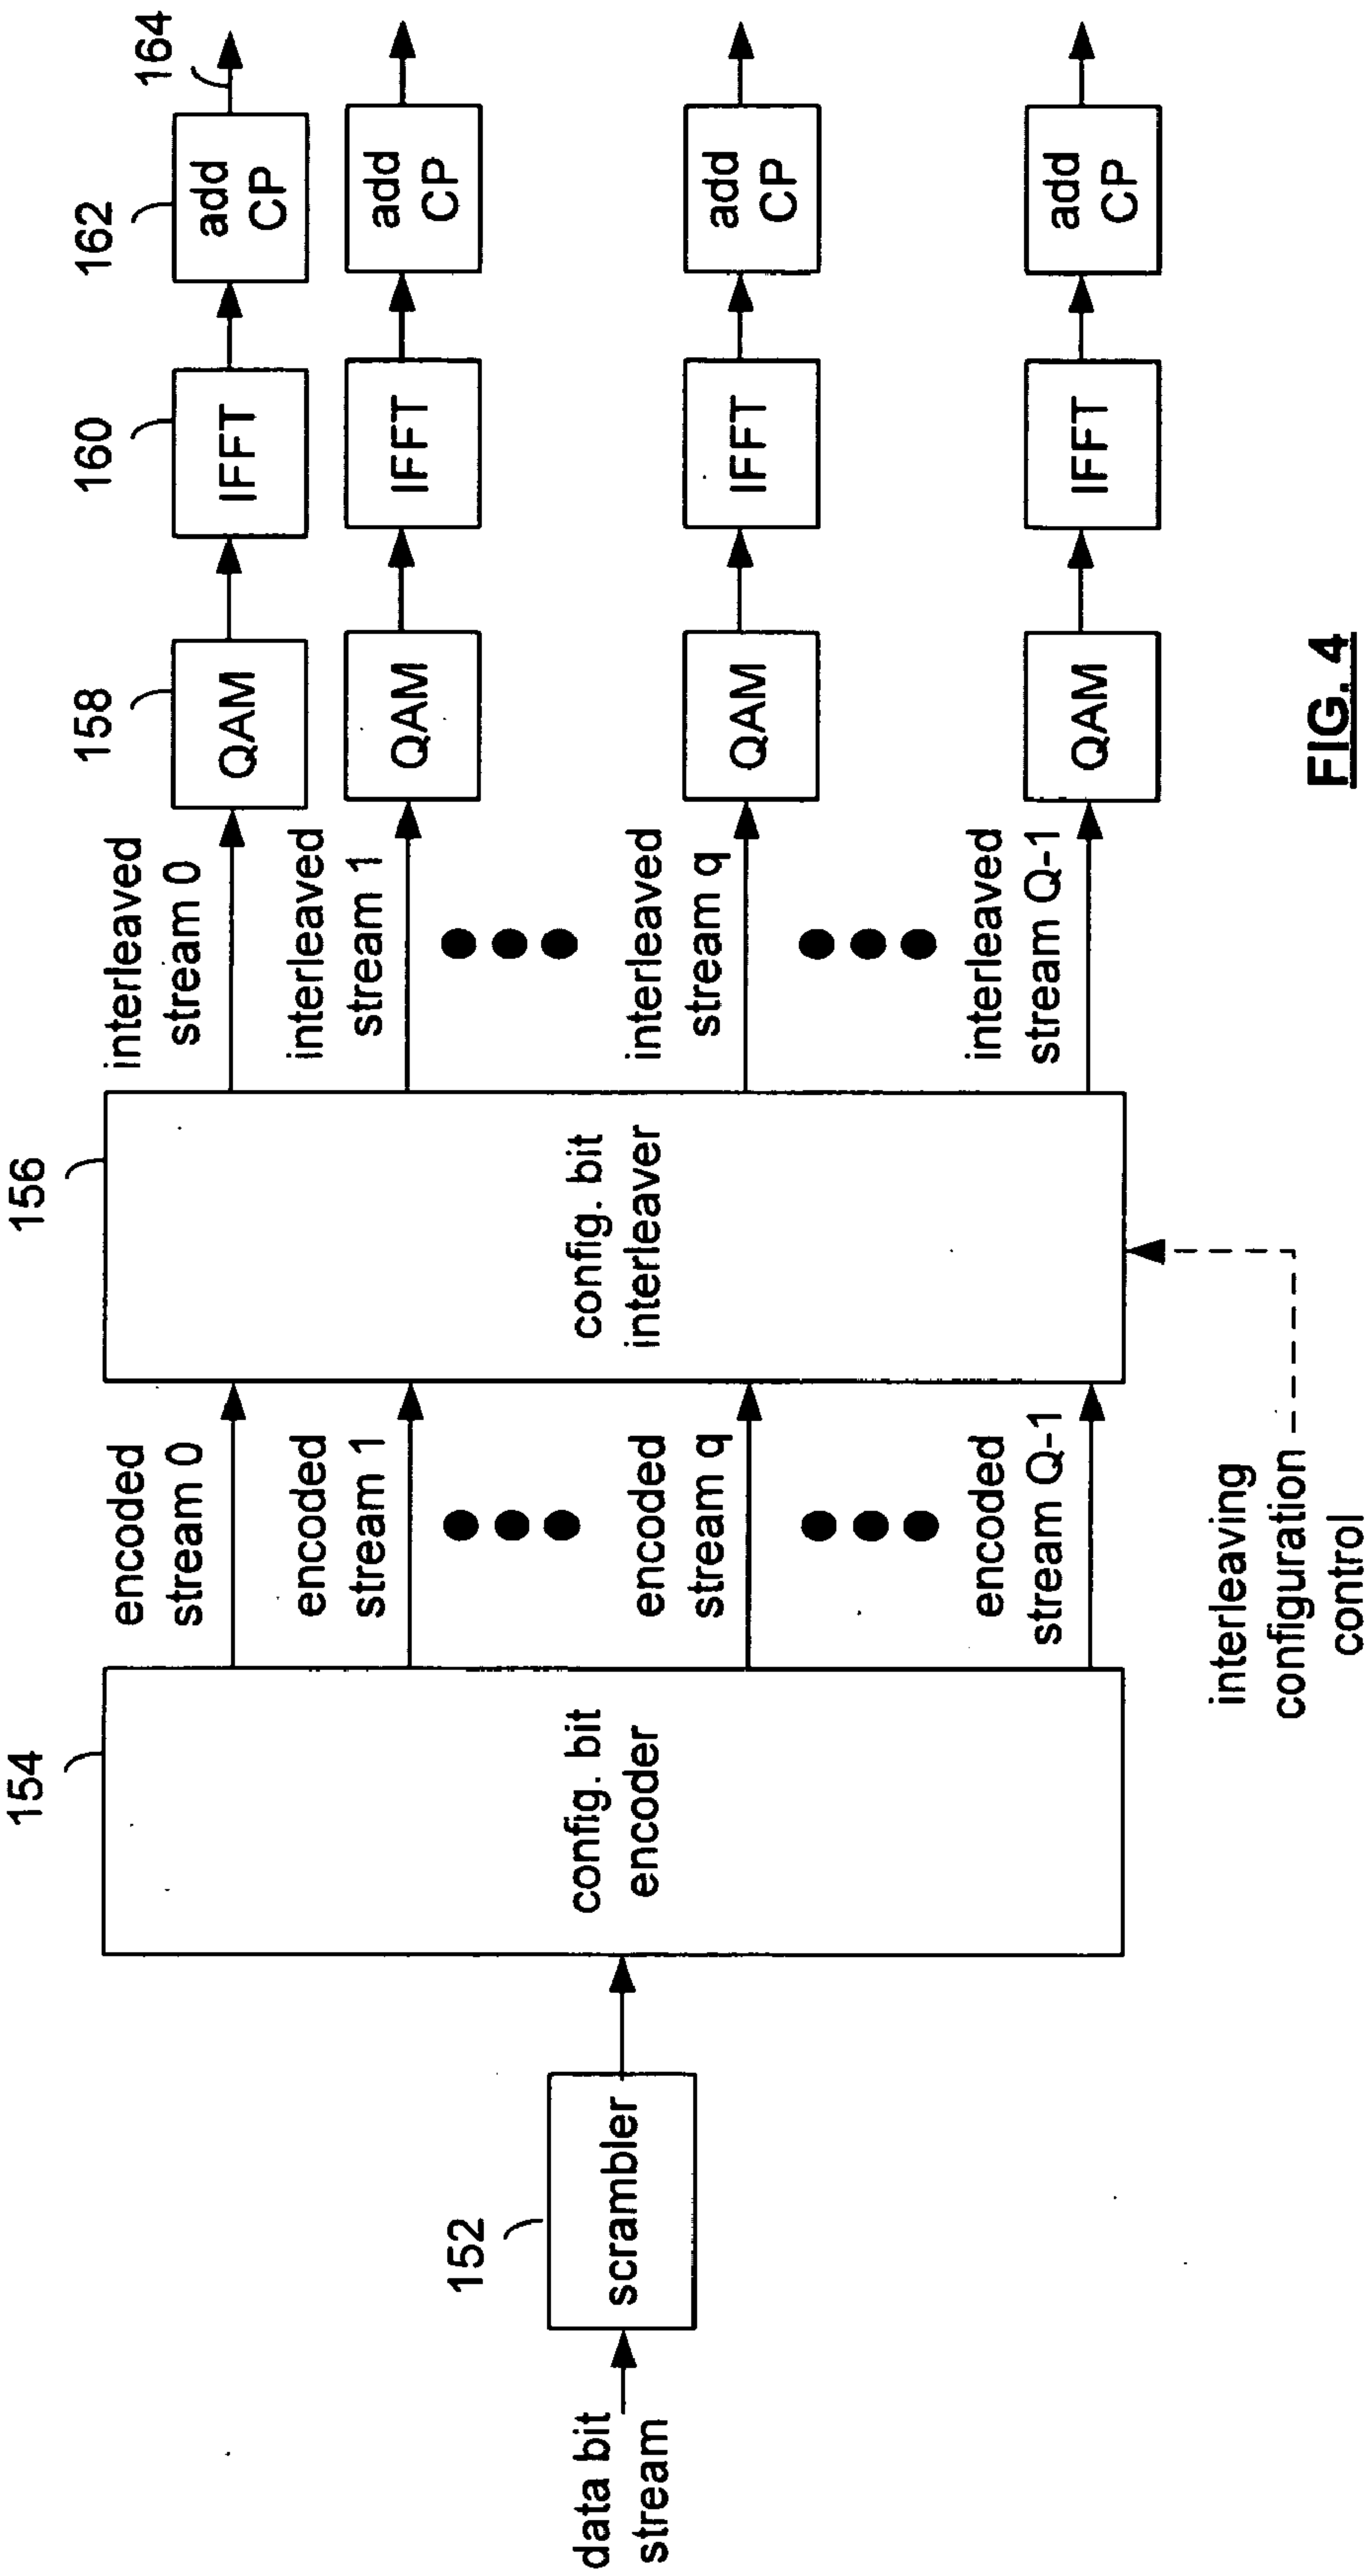 data bit
stream
152
scrambler
154
config. bit
encoder
encoded
stream 0
encoded
stream 1
encoded
stream q
encoded
stream Q-1
interleaving
configuration
control
156
config. bit
interleaver
interleaved
stream 0
interleaved
stream 1
interleaved
stream q
interleaved
stream Q-1
158
QAM
160
IFFT
162
add
CP
164
QAM
IFFT
add
CP
QAM
IFFT
add
CP
QAM
IFFT
add
CP
FIG. 4